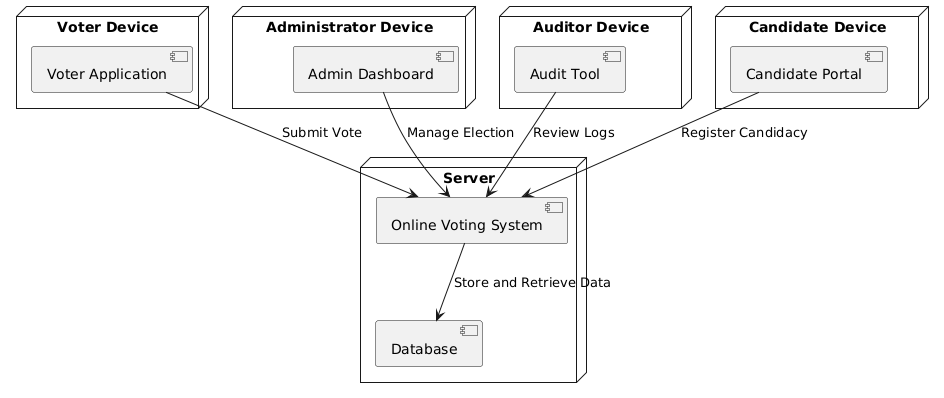 Voter Device
Administrator Device
Auditor Device
Candidate Device
Voter Application
Admin Dashboard
Audit Tool
Candidate Portal
Submit Vote
Manage Election
Review Logs
Register Candidacy
Server
Online Voting System
Store and Retrieve Data
Database